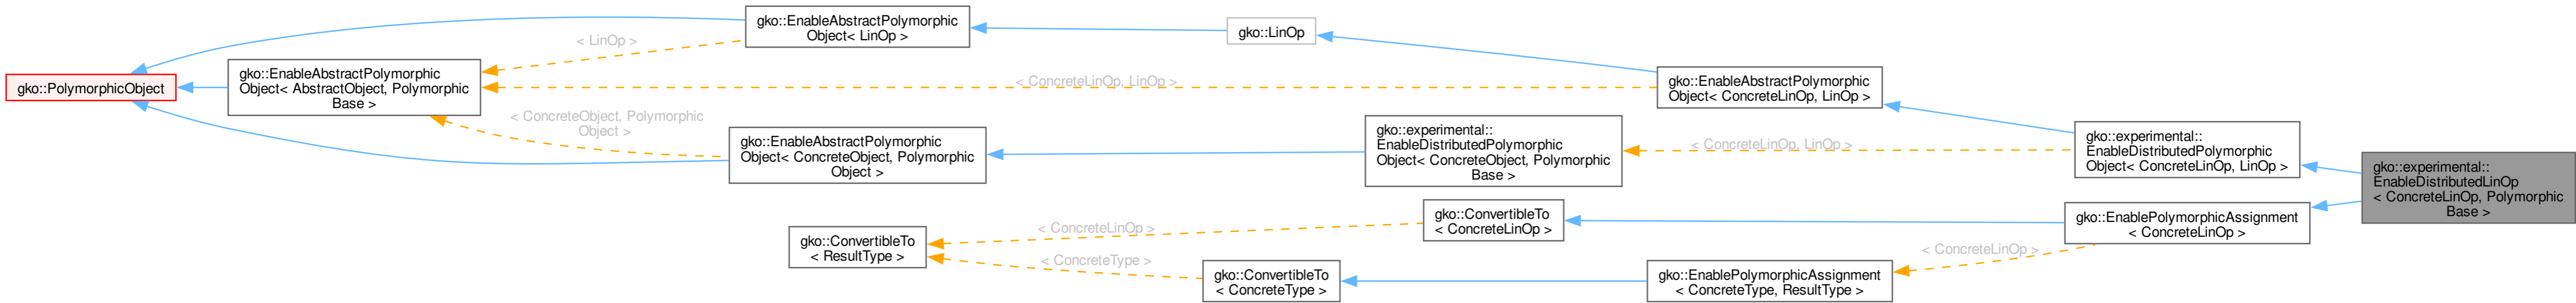 gko::PolymorphicObject
gko::EnableAbstractPolymorphic
Object< AbstractObject, Polymorphic
Base >
gko::EnableAbstractPolymorphic
Object< LinOp >
< LinOp >
gko::LinOp
< ConcreteLinOp, LinOp >
gko::EnableAbstractPolymorphic
Object< ConcreteLinOp, LinOp >
< ConcreteObject, Polymorphic
Object >
gko::EnableAbstractPolymorphic
Object< ConcreteObject, Polymorphic
Object >
gko::experimental::
EnableDistributedPolymorphic
Object< ConcreteObject, Polymorphic
Base >
< ConcreteLinOp, LinOp >
gko::experimental::
EnableDistributedPolymorphic
Object< ConcreteLinOp, LinOp >
gko::experimental::
EnableDistributedLinOp
< ConcreteLinOp, Polymorphic
Base >
gko::ConvertibleTo
< ResultType >
< ConcreteLinOp >
gko::ConvertibleTo
< ConcreteLinOp >
gko::EnablePolymorphicAssignment
< ConcreteLinOp >
< ConcreteType >
gko::ConvertibleTo
< ConcreteType >
gko::EnablePolymorphicAssignment
< ConcreteType, ResultType >
< ConcreteLinOp >